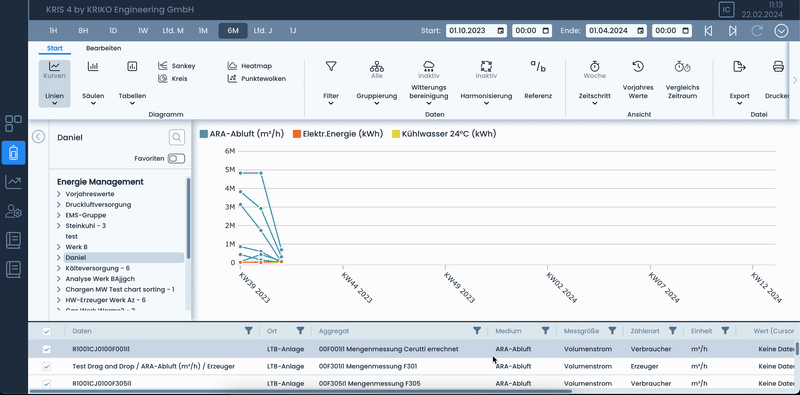 KRIS 4 by KRIKO Engineering GmbH
IC
11:13
22.02.2024
1H 8H 1D 1W Lfd. M 1M 6M Lfd. J 1J
Start: 01.10.2023 00:00 Ende: 01.04.2024 00:00
Start Bearbeiten
Kurven
Linien
Säulen
Tabellen
Sankey
Kreis
Heatmap
Punktewolken
Diagramm
Filter
Alle
Gruppierung
inaktiv
Witterungs
bereinigung
inaktiv
Harmonisierung
a/b
Referenz
Daten
Woche
Zeitschritt
Vorjahres
Werte
Vergleichs
Zeitraum
Ansicht
Export
Drucke
Datei
Daniel
Favoriten
Energie Management
Vorjahreswerte
Druckluftversorgung
EMS-Gruppe
Steinkuhl - 3
test
Werk B
Daniel
Kälteversorgung - 6
Analyse Werk BAjjgch
Chargen MW Test chart sorting - 1
HW-Erzeuger Werk Az - 6
ARA-Abluft (m³/h) Elektr.Energie (kWh) Kühlwasser 24°C (kWh)
6M
5M
4M
3M
2M
1M
0
KW39 2023
KW44 2023
KW49 2023
KW02 2024
KW07 2024
KW12 2024
Daten Ort Aggregat Medium Messgröße Zählerart Einheit Wert (Cursor
R1001CJ0100F001I1 LTB-Anlage 00F001I1 Mengenmessung Cerutti errechnet ARA-Abluft Volumenstrom Verbraucher m³/h Keine Date
Test Drag and Drop / ARA-Abluft (m³/h) / Erzeuger LTB-Anlage 00F301I1 Mengenmessung F301 ARA-Abluft Volumenstrom Erzeuger m³/h Keine Date
R1001CJ0100F305I1 LTB-Anlage 00F305I1 Mengenmessung F305 ARA-Abluft Volumenstrom Verbraucher m³/h Keine Date